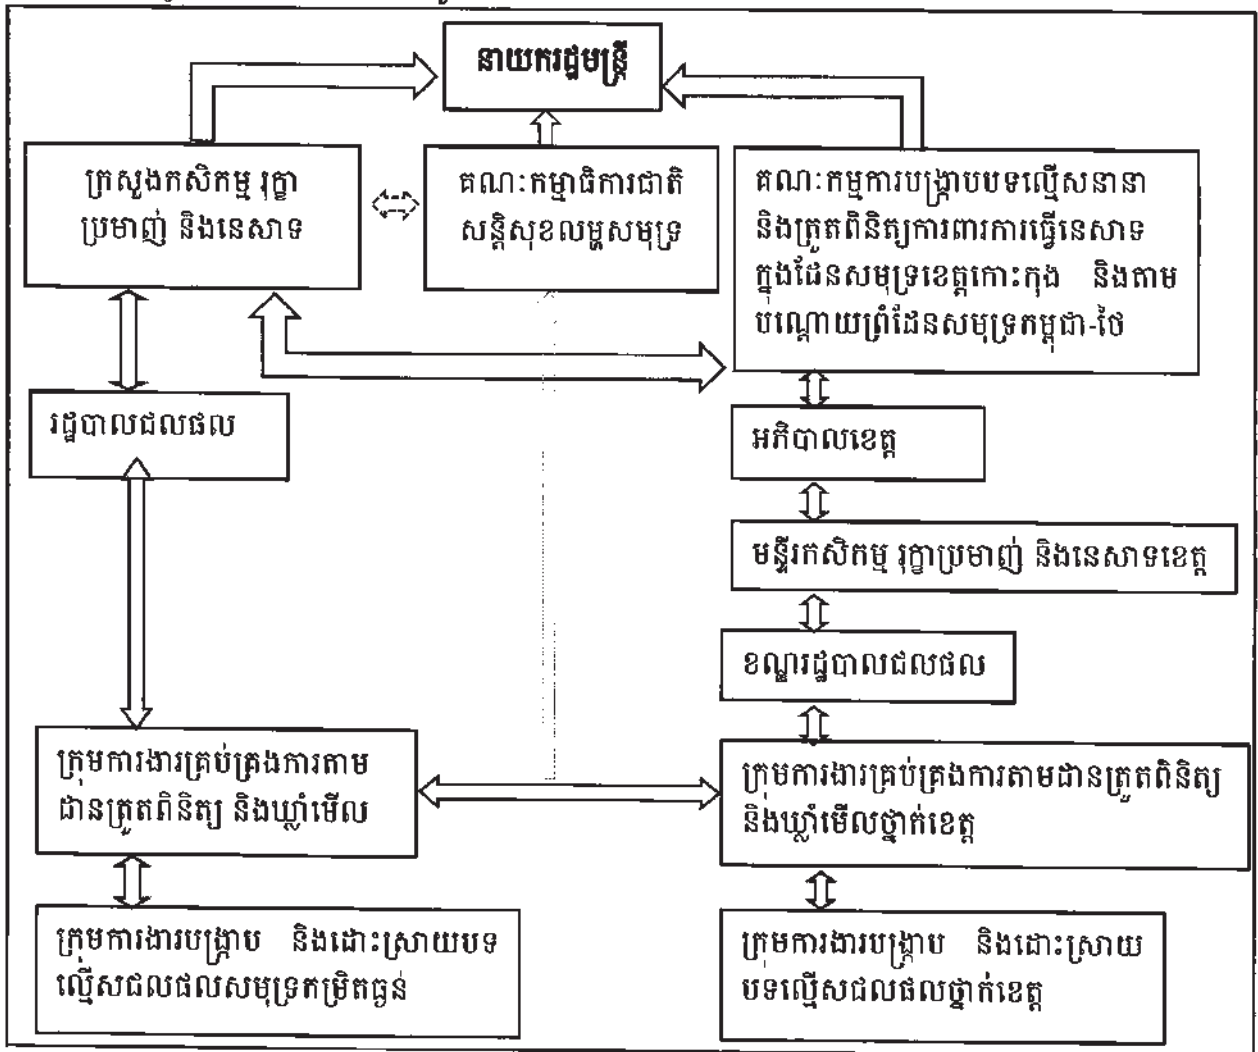 នាយករដ្ឋមន្ត្រី
ក្រសួងកសិកម្ម រុក្ខា
ប្រមាញ់ និងនេសាទ
គណៈកម្មាធិការជាតិ
សន្តិសុខលម្ហសមុទ្រ
គណៈកម្មការបង្ក្រាបបទល្មើសនានា
និងត្រួតពិនិត្យការពារការធ្វើនេសាទ
ក្នុងដែនសមុទ្រខេត្តកោះកុង និងតាម
បណ្តោយព្រំដែនសមុទ្រកម្ពុជា-ថៃ
រដ្ឋបាលជលផល
អភិបាលខេត្ត
មន្ទីរកសិកម្ម រុក្ខាប្រមាញ់ និងនេសាទខេត្ត
ខណ្ឌរដ្ឋបាលជលផល
ក្រុមការងារគ្រប់គ្រងការតាម
ដានត្រួតពិនិត្យ និងឃ្លាំមើល
ក្រុមការងារគ្រប់គ្រងការតាមដានត្រួតពិនិត្យ
និងឃ្លាំមើលថ្នាក់ខេត្ត
ក្រុមការងារបង្ក្រាប និងដោះស្រាយបទ
ល្មើសជលផលសមុទ្រកម្រិតធ្ងន់
ក្រុមការងារបង្ក្រាប និងដោះស្រាយ
បទល្មើសជលផលថ្នាក់ខេត្ត